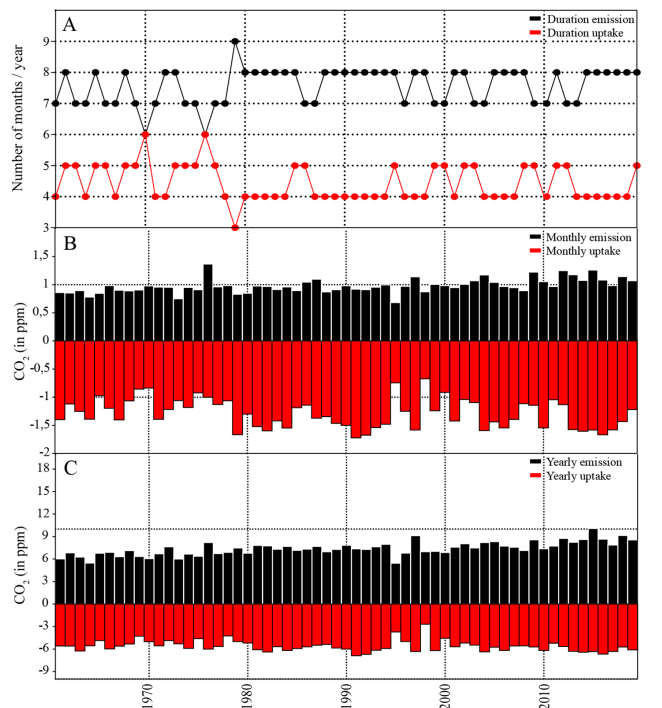 A
Duration emission
Duration uptake
Number of months / year
9
8
7
6
5
4
3
B
Monthly emission
Monthly uptake
CO2 (in ppm)
1,5
1
0,5
0
-0,5
-1
-1,5
-2
C
Yearly emission
Yearly uptake
CO2 (in ppm)
18
15
12
9
6
3
0
-3
-6
-9
1970
1980
1990
2000
2010